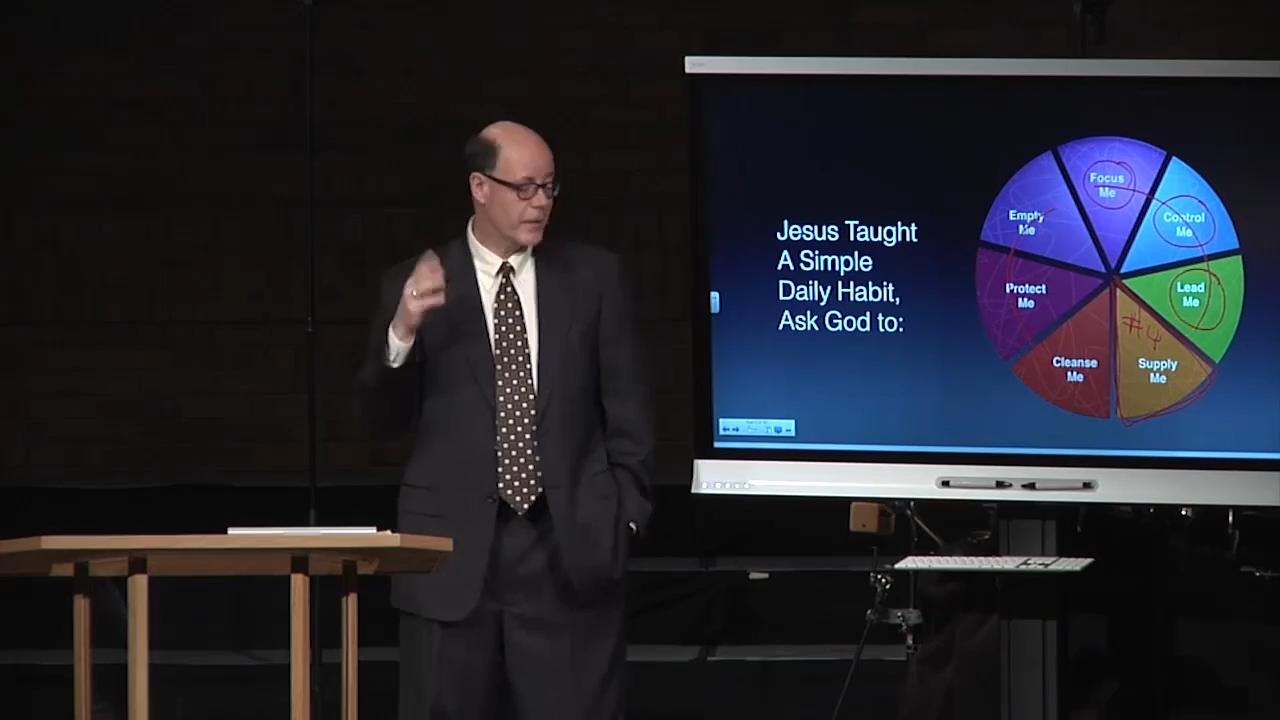 Jesus Taught
A Simple
Daily Habit,
Ask God to:
Focus
Me
Control
Me
Lead
Me
#4
Supply
Me
Cleanse
Me
Protect
Me
Empty
Me